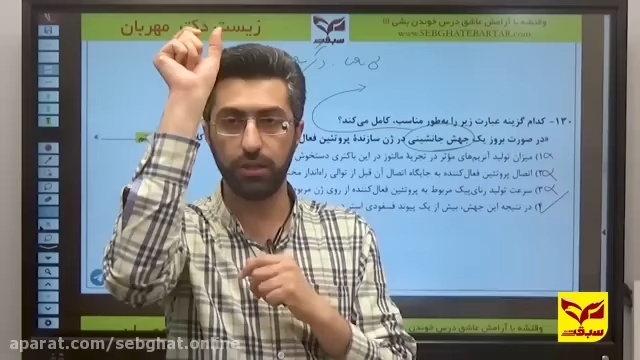 وقتشه با آرامش عاشق درس خوندن بشی !!!
www.SEBGHATEBARTAR.com
سبقت
زیست دکتر مهربان
۱۳۰- کدام گزینه عبارت زیر را به‌طور مناسب، کامل می‌کند؟
«در صورت بروز یک جهش جانشینی در ژن سازندهٔ پروتئین فعال
۱) میزان تولید آنزیم‌های مؤثر در تجزیهٔ مالتوز در این باکتری دستخوش
۲) اتصال پروتئین فعال‌کننده به جایگاه اتصال آن قبل از توالی راه‌انداز
۳) سرعت تولید رنای‌پیک مربوط به پروتئین فعال‌کننده از روی ژن
۴) در نتیجه این جهش، بیش از یک پیوند فسفودی استر
وقتشه با آرامش عاشق درس خوندن
www.SEBGHATEBARTAR
سبقت
aparat.com/sebghat.online